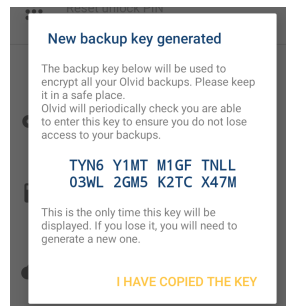 Reset unlock PIN
New backup key generated
The backup key below will be used to
encrypt all your Olvid backups. Please keep
it in a safe place.
Olvid will periodically check you are able
to enter this key to ensure you do not lose
access to your backups.
TYN6 Y1MT M1GF TNLL
03WL 2GM5 K2TC X47M
This is the only time this key will be
displayed. If you lose it, you will need to
generate a new one.
I HAVE COPIED THE KEY